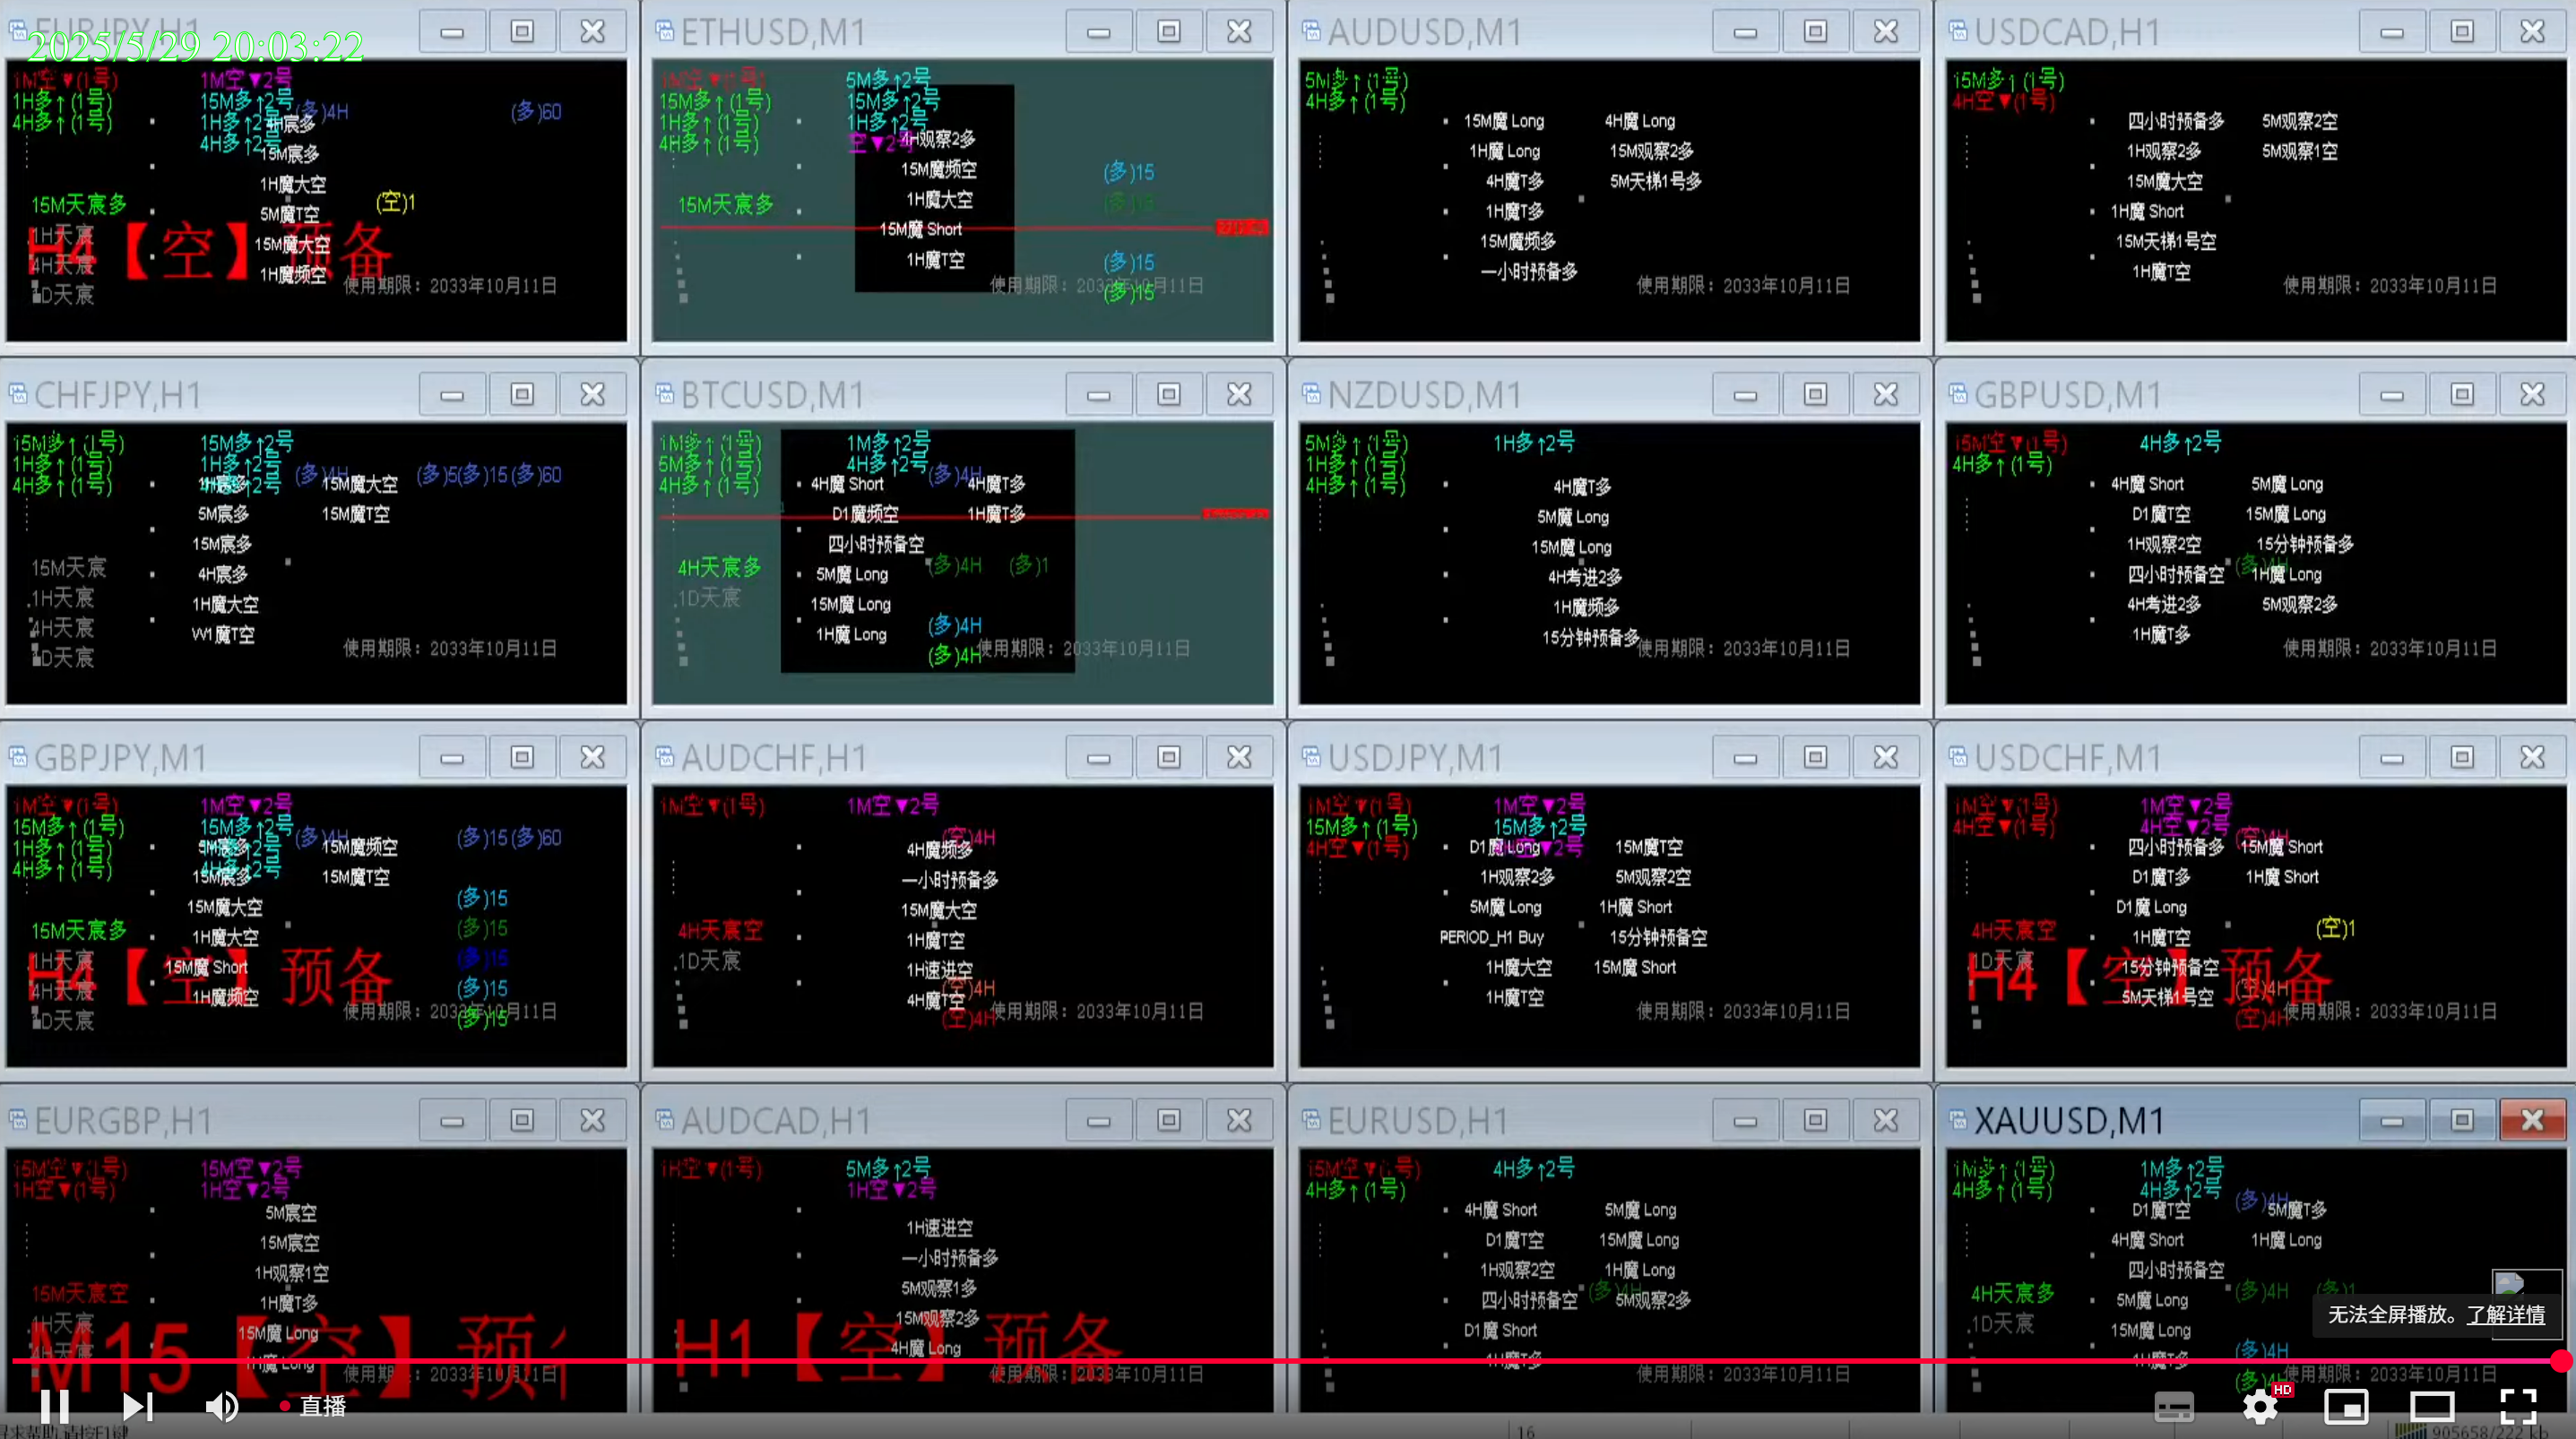 EURJPY,H1
2025/5/29 20:03:22
1M空▼(1号)
1H多↑(1号)
4H多↑(1号)
1M空▼2号
15M多↑2号
1H多↑2号
4H多↑2号
(多)4H
(多)60
4H宸多
15M宸多
1H魔大空
5M魔T空
15M魔大空
1H魔频空
(空)1
15M天宸多
1H天宸
4H天宸
1D天宸
H4【空】预备
使用期限：2033年10月11日
ETHUSD,M1
1M空▼(1号)
15M多↑(1号)
1H多↑(1号)
4H多↑(1号)
5M多↑2号
15M多↑2号
1H多↑2号
空▼2号
4H观察2多
15M魔频空
1H魔大空
15M魔 Short
1H魔T空
15M天宸多
(多)15
(多)15
(多)15
使用期限：2033年10月11日
AUDUSD,M1
5M多↑(1号)
4H多↑(1号)
15M魔 Long
1H魔 Long
4H魔T多
1H魔T多
15M魔频多
一小时预备多
4H魔 Long
15M观察2多
5M天梯1号多
使用期限：2033年10月11日
USDCAD,H1
15M多↑(1号)
4H空▼(1号)
四小时预备多
1H观察2多
15M魔大空
1H魔 Short
15M天梯1号空
1H魔T空
5M观察2空
5M观察1空
使用期限：2033年10月11日
CHFJPY,H1
15M多↑(1号)
1H多↑(1号)
4H多↑(1号)
15M多↑2号
1H多↑2号
4H多↑2号
(多)4H
(多)5(多)15(多)60
1H宸多
5M宸多
15M宸多
4H宸多
1H魔大空
W1魔T空
15M魔大空
15M魔T空
15M天宸
1H天宸
4H天宸
1D天宸
使用期限：2033年10月11日
BTCUSD,M1
1M多↑(1号)
5M多↑(1号)
4H多↑(1号)
1M多↑2号
4H多↑2号
(多)4H
4H魔 Short
D1魔频空
四小时预备空
5M魔 Long
15M魔 Long
1H魔 Long
4H魔T多
1H魔T多
4H天宸多
1D天宸
(多)4H
(多)1
(多)4H
(多)4H
使用期限：2033年10月11日
NZDUSD,M1
5M多↑(1号)
1H多↑(1号)
4H多↑(1号)
1H多↑2号
4H魔T多
5M魔 Long
15M魔 Long
4H考进2多
1H魔频多
15分钟预备多
使用期限：2033年10月11日
GBPUSD,M1
15M空▼(1号)
4H多↑(1号)
4H多↑2号
4H魔 Short
D1魔T空
1H观察2空
四小时预备空
4H考进2多
1H魔T多
5M魔 Long
15M魔 Long
15分钟预备多
1H魔 Long
5M观察2多
(多)4H
使用期限：2033年10月11日
GBPJPY,M1
1M空▼(1号)
15M多↑(1号)
1H多↑(1号)
4H多↑(1号)
1M空▼2号
15M多↑2号
1H多↑2号
4H多↑2号
(多)4H
(多)15(多)60
5M宸多
15M宸多
15M魔大空
1H魔大空
15M魔 Short
1H魔频空
15M魔频空
15M魔T空
(多)15
(多)15
(多)15
(多)15
(多)15
15M天宸多
1H天宸
4H天宸
1D天宸
H4【空】预备
使用期限：2033年10月11日
AUDCHF,H1
1M空▼(1号)
1M空▼2号
(空)4H
4H魔频多
一小时预备多
15M魔大空
1H魔T空
1H速进空
4H魔T空
4H天宸空
1D天宸
(空)4H
(空)4H
使用期限：2033年10月11日
USDJPY,M1
1M空▼(1号)
15M多↑(1号)
4H空▼(1号)
1M空▼2号
15M多↑2号
4H空▼2号
D1魔 Long
1H观察2多
5M魔 Long
PERIOD_H1 Buy
1H魔大空
1H魔T空
15M魔T空
5M观察2空
1H魔 Short
15分钟预备空
15M魔 Short
使用期限：2033年10月11日
USDCHF,M1
1M空▼(1号)
4H空▼(1号)
1M空▼2号
4H空▼2号
(空)4H
四小时预备多
D1魔T多
D1魔 Long
1H魔T空
15分钟预备空
5M天梯1号空
15M魔 Short
1H魔 Short
(空)1
4H天宸空
1D天宸
(空)4H
(空)4H
H4【空】预备
使用期限：2033年10月11日
EURGBP,H1
15M空▼(1号)
1H空▼(1号)
15M空▼2号
1H空▼2号
5M宸空
15M宸空
1H观察1空
1H魔T多
15M魔 Long
1H魔 Long
15M天宸空
1H天宸
4H天宸
M15【空】预
使用期限：2033年10月11日
AUDCAD,H1
1H空▼(1号)
5M多↑2号
1H空▼2号
1H速进空
一小时预备多
5M观察1多
15M观察2多
4H魔 Long
H1【空】预备
使用期限：2033年10月11日
EURUSD,H1
15M空▼(1号)
4H多↑(1号)
4H多↑2号
4H魔 Short
D1魔T空
1H观察2空
四小时预备空
D1魔 Short
1H魔T多
5M魔 Long
15M魔 Long
1H魔 Long
5M观察2多
(多)4H
使用期限：2033年10月11日
XAUUSD,M1
1M多↑(1号)
4H多↑(1号)
1M多↑2号
4H多↑2号
(多)4H
D1魔T空
4H魔 Short
四小时预备空
5M魔 Long
15M魔 Long
1H魔T多
5M魔T多
1H魔 Long
4H天宸多
1D天宸
(多)4H
(多)1
(多)4H
(多)4H
使用期限：2033年10月11日
无法全屏播放。了解详情
直播
HD
16
905658/222 kb